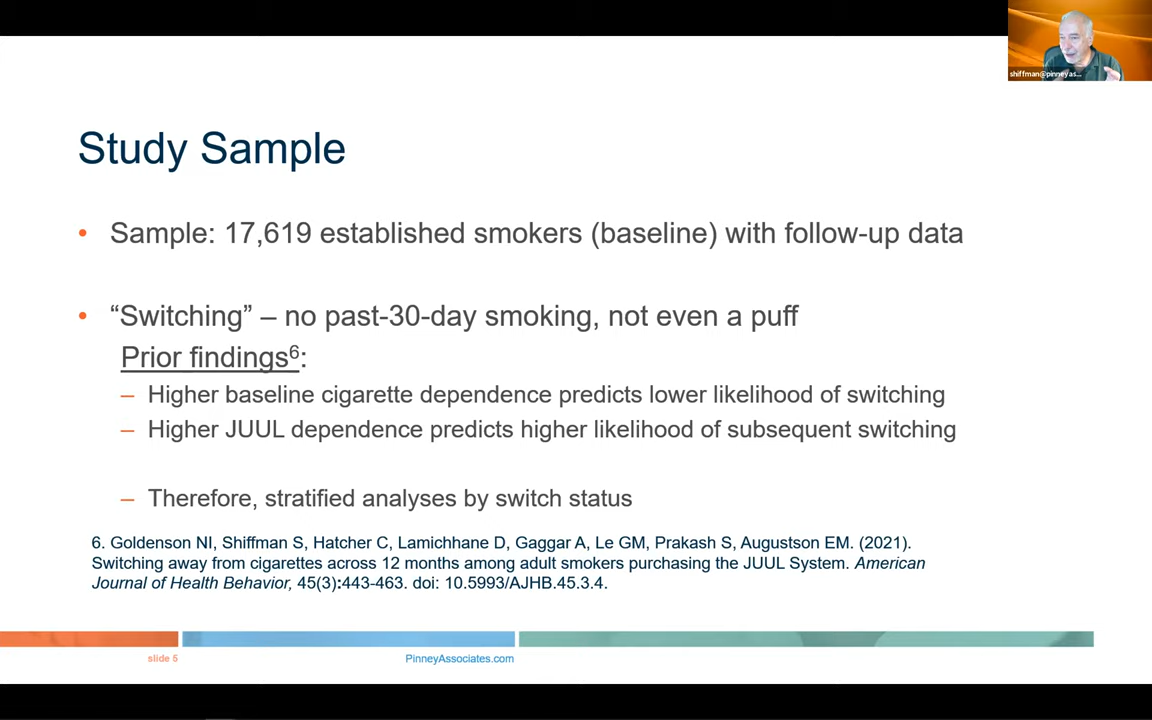 shiffman@pinneyas...
Study Sample
• Sample: 17,619 established smokers (baseline) with follow-up data
• “Switching” – no past-30-day smoking, not even a puff
Prior findings⁶:
– Higher baseline cigarette dependence predicts lower likelihood of switching
– Higher JUUL dependence predicts higher likelihood of subsequent switching
– Therefore, stratified analyses by switch status
6. Goldenson NI, Shiffman S, Hatcher C, Lamichhane D, Gaggar A, Le GM, Prakash S, Augustson EM. (2021).
Switching away from cigarettes across 12 months among adult smokers purchasing the JUUL System. American
Journal of Health Behavior, 45(3):443-463. doi: 10.5993/AJHB.45.3.4.
slide 5
PinneyAssociates.com